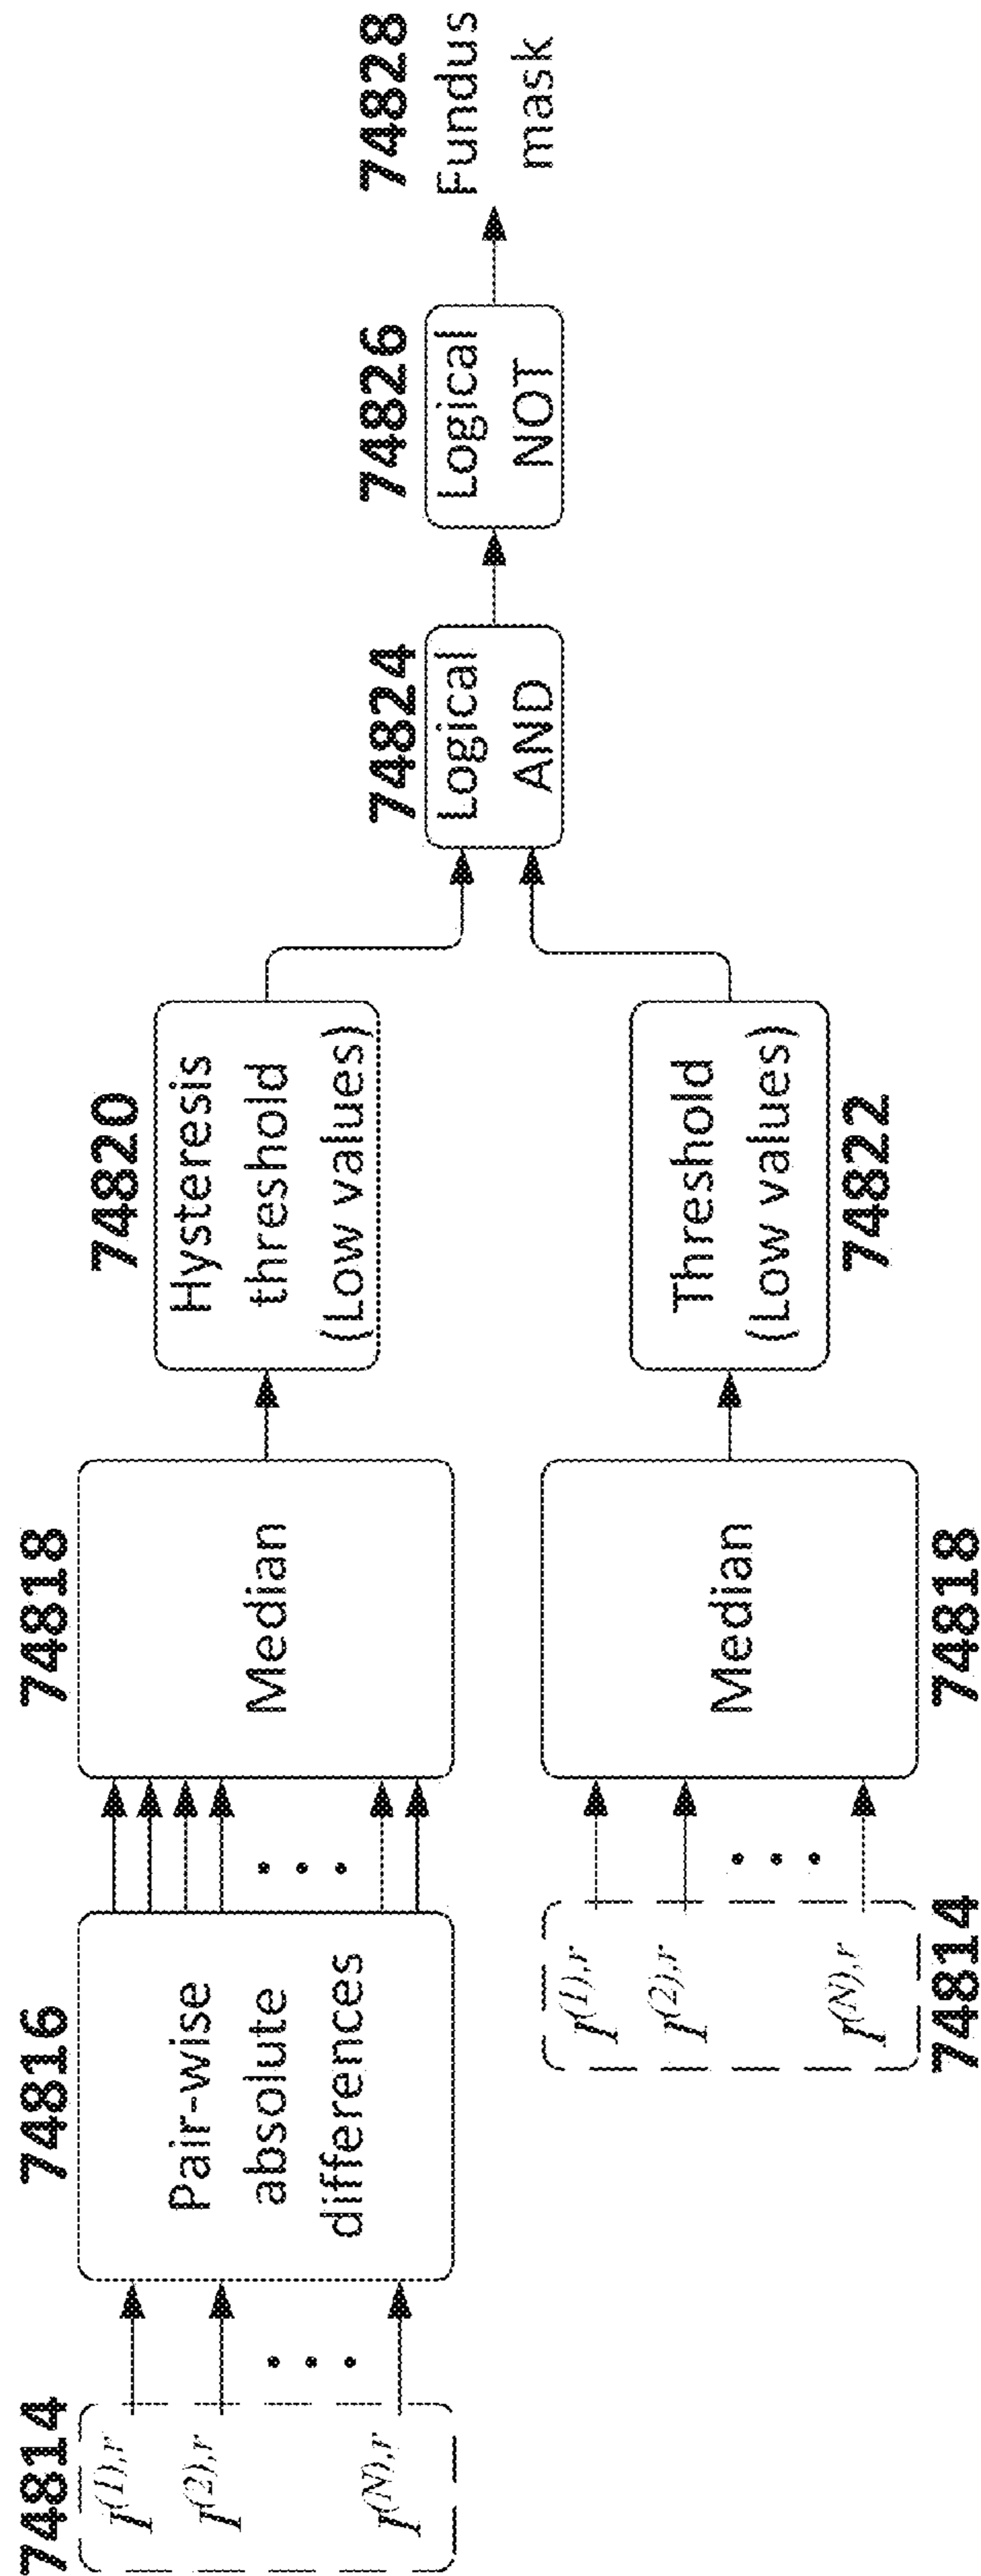 74814
I(1),r
I(2),r
I(N),r
74816
Pair-wise
absolute
differences
74818
Median
74820
Hysteresis
threshold
(Low values)
74814
I(1),r
I(2),r
I(N),r
74818
Median
74822
Threshold
(Low values)
74824
Logical
AND
74826
Logical
NOT
74828
Fundus
mask